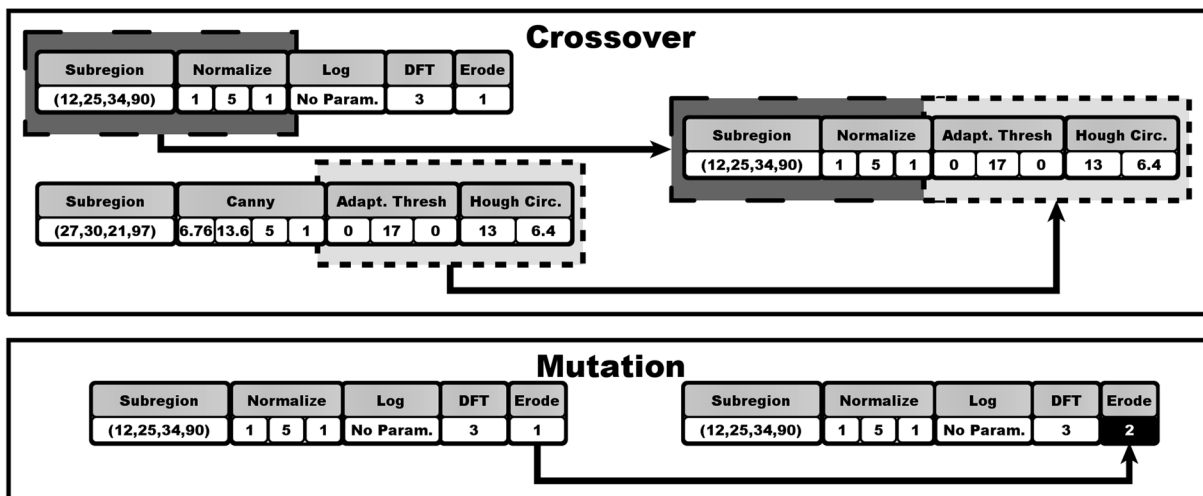 Crossover
Subregion Normalize Log DFT Erode
(12,25,34,90) 1 5 1 No Param. 3 1
Subregion Normalize Adapt. Thresh Hough Circ.
(12,25,34,90) 1 5 1 0 17 0 13 6.4
Subregion Canny Adapt. Thresh Hough Circ.
(27,30,21,97) 6.76 13.6 5 1 0 17 0 13 6.4
Mutation
Subregion Normalize Log DFT Erode
(12,25,34,90) 1 5 1 No Param. 3 1
Subregion Normalize Log DFT Erode
(12,25,34,90) 1 5 1 No Param. 3 2